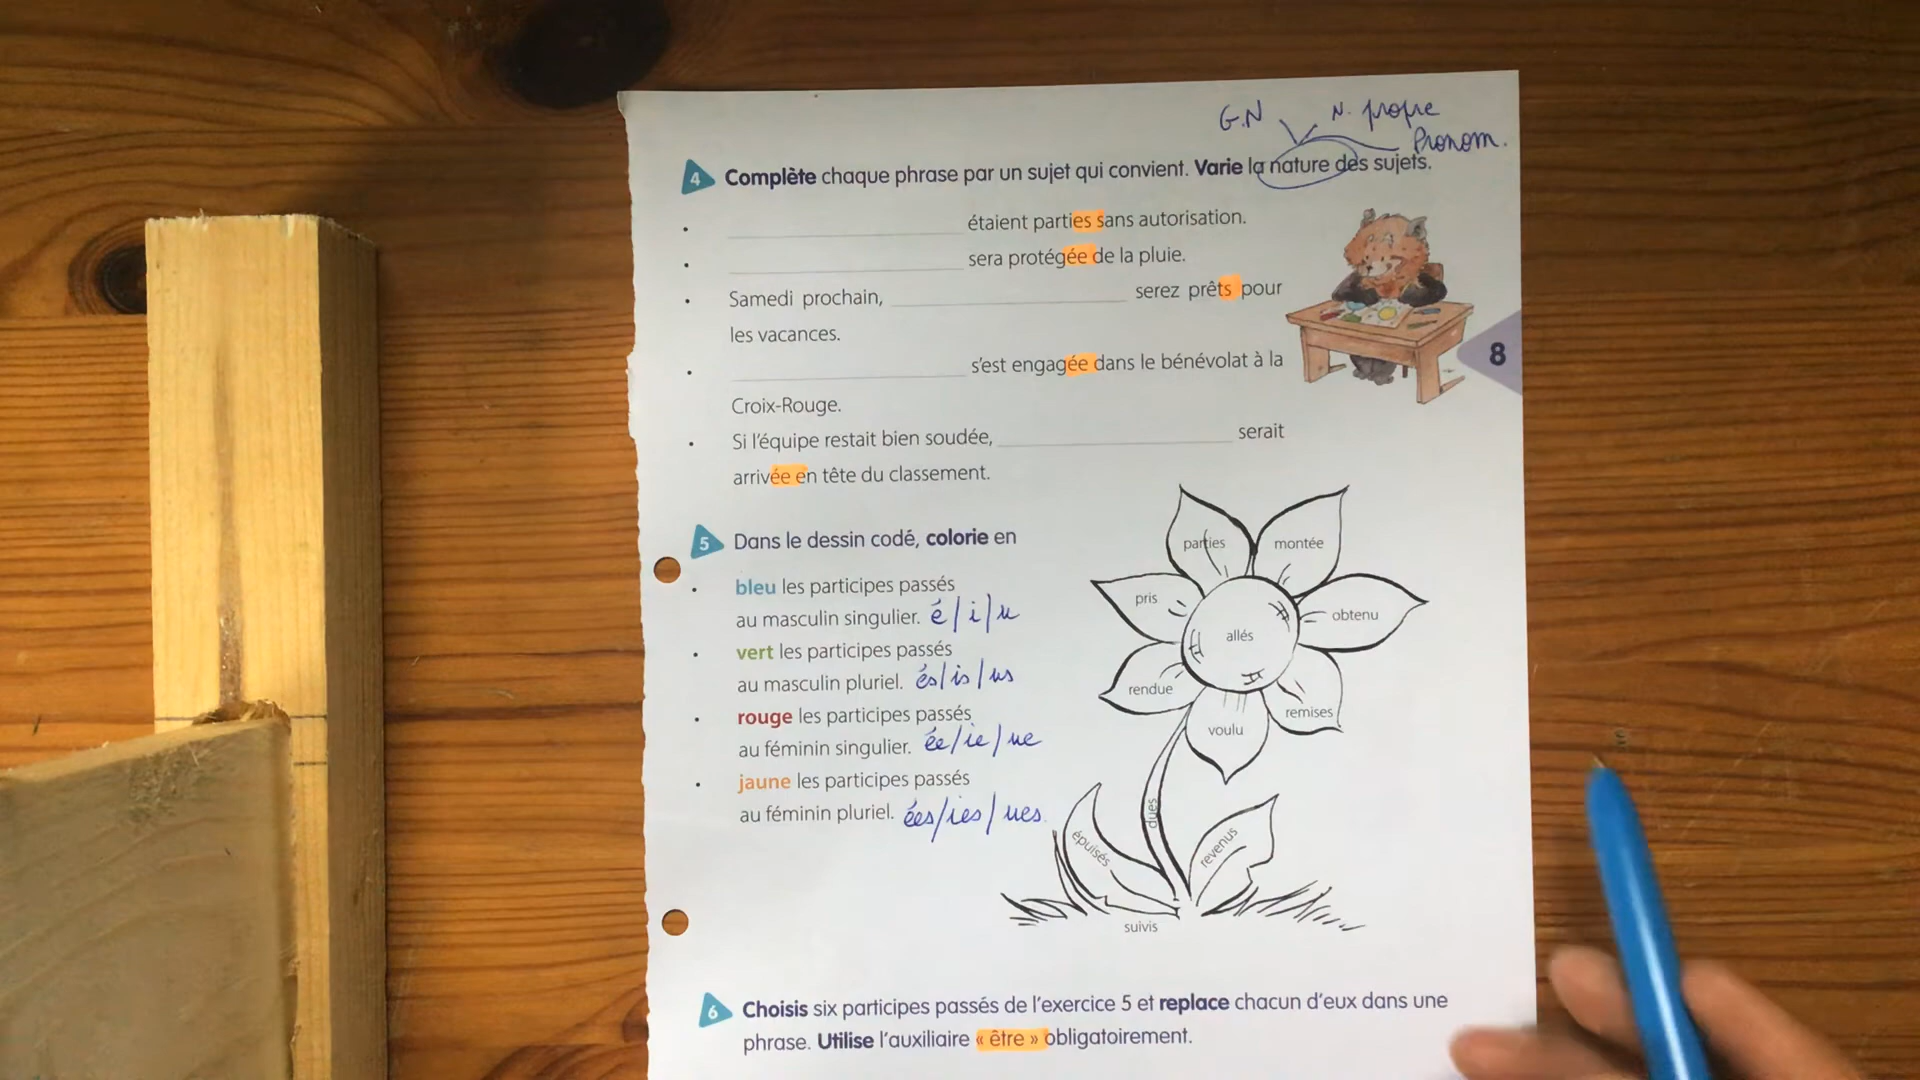 G.N N. propre
Pronom.
4 Complète chaque phrase par un sujet qui convient. Varie la nature des sujets.
• ____________ étaient parties sans autorisation.
• ____________ sera protégée de la pluie.
• Samedi prochain, ____________ serez prêts pour
les vacances.
• ____________ s'est engagée dans le bénévolat à la
Croix-Rouge.
• Si l'équipe restait bien soudée, ____________ serait
arrivée en tête du classement.
8
5 Dans le dessin codé, colorie en
• bleu les participes passés
au masculin singulier. é/i/u
• vert les participes passés
au masculin pluriel. és/is/us
• rouge les participes passés
au féminin singulier. ée/ie/ue
• jaune les participes passés
au féminin pluriel. ées/ies/ues.
parties montée
pris
obtenu
allés
rendue
remises
voulu
dues
épuisés
revenus
suivis
6 Choisis six participes passés de l'exercice 5 et replace chacun d'eux dans une
phrase. Utilise l'auxiliaire « être » obligatoirement.